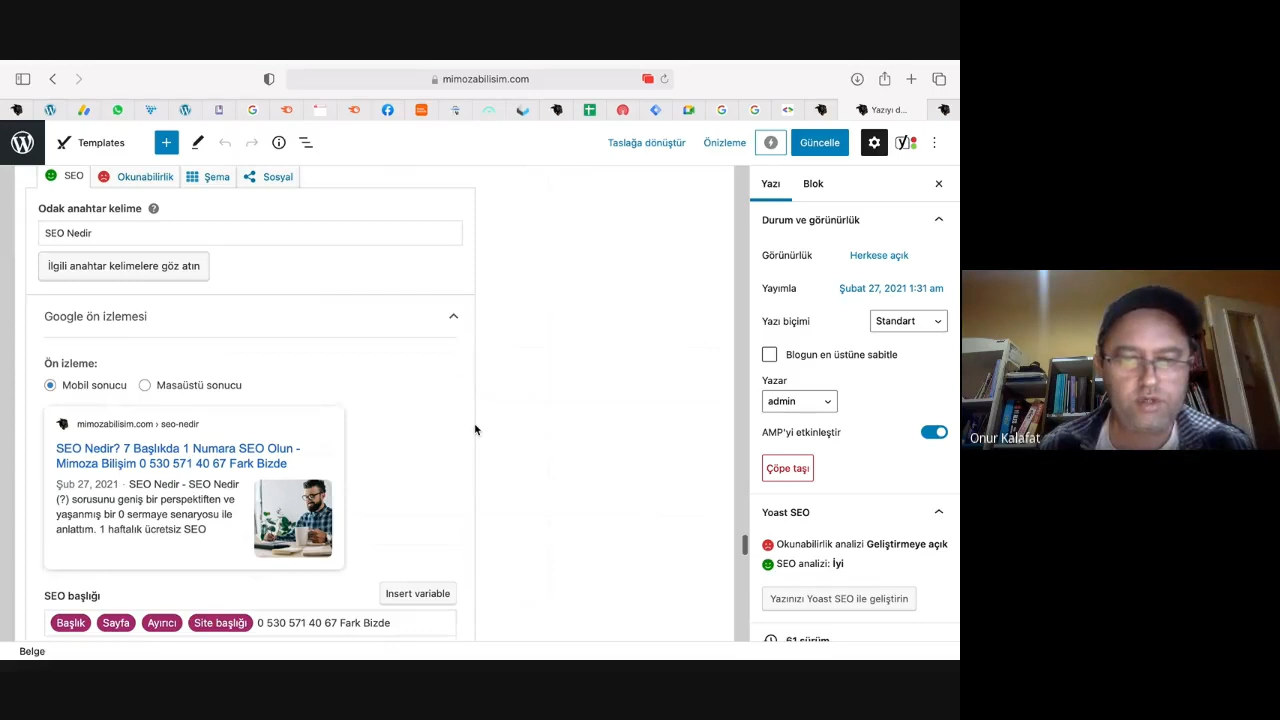 mimozabilisim.com
Yazıyı d...
Templates
Taslağa dönüştür
Önizleme
Güncelle
SEO
Okunabilirlik
Şema
Sosyal
Odak anahtar kelime
SEO Nedir
İlgili anahtar kelimelere göz atın
Google ön izlemesi
Ön izleme:
Mobil sonucu
Masaüstü sonucu
mimozabilisim.com › seo-nedir
SEO Nedir? 7 Başlıkda 1 Numara SEO Olun -
Mimoza Bilişim 0 530 571 40 67 Fark Bizde
Şub 27, 2021 · SEO Nedir - SEO Nedir
(?) sorusunu geniş bir perspektiften ve
yaşanmış bir 0 sermaye senaryosu ile
anlattım. 1 haftalık ücretsiz SEO
SEO başlığı
Insert variable
Başlık Sayfa Ayırıcı Site başlığı 0 530 571 40 67 Fark Bizde
Belge
Yazı
Blok
Durum ve görünürlük
Görünürlük
Herkese açık
Yayımla
Şubat 27, 2021 1:31 am
Yazı biçimi
Standart
Blogun en üstüne sabitle
Yazar
admin
AMP'yi etkinleştir
Çöpe taşı
Yoast SEO
Okunabilirlik analizi Geliştirmeye açık
SEO analizi: İyi
Yazınızı Yoast SEO ile geliştirin
61 sürüm
Onur Kalafat